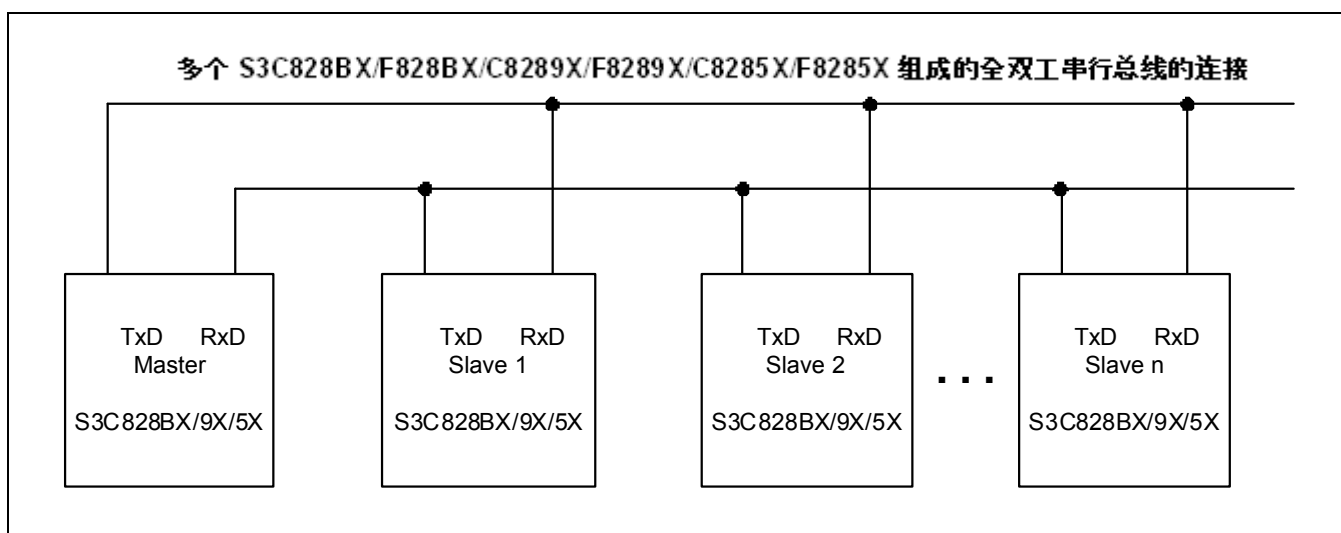 多个 S3C828BX/F828BX/C8289X/F8289X/C8285X/F8285X 组成的全双工串行总线的连接
TxD RxD
Master
S3C828BX/9X/5X
TxD RxD
Slave 1
S3C828BX/9X/5X
TxD RxD
Slave 2
S3C828BX/9X/5X
. . .
TxD RxD
Slave n
S3C828BX/9X/5X